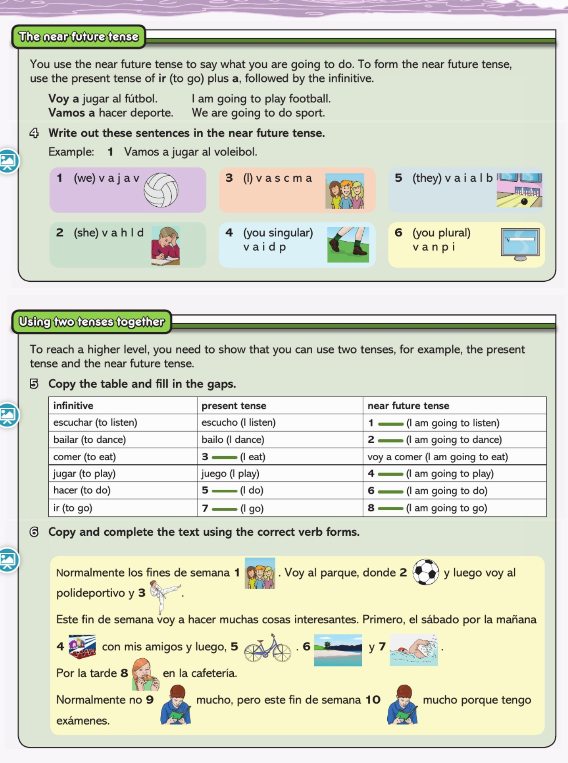 The near future tense
You use the near future tense to say what you are going to do. To form the near future tense,
use the present tense of ir (to go) plus a, followed by the infinitive.
Voy a jugar al fútbol. I am going to play football.
Vamos a hacer deporte. We are going to do sport.
4 Write out these sentences in the near future tense.
Example: 1 Vamos a jugar al voleibol.
1 (we) v a j a v
3 (I) v a s c m a
5 (they) v a i a l b
2 (she) v a h l d
4 (you singular)
v a i d p
6 (you plural)
v a n p i
Using two tenses together
To reach a higher level, you need to show that you can use two tenses, for example, the present
tense and the near future tense.
5 Copy the table and fill in the gaps.
infinitive present tense near future tense
escuchar (to listen) escucho (I listen) 1 (I am going to listen)
bailar (to dance) bailo (I dance) 2 (I am going to dance)
comer (to eat) 3 (I eat) voy a comer (I am going to eat)
jugar (to play) juego (I play) 4 (I am going to play)
hacer (to do) 5 (I do) 6 (I am going to do)
ir (to go) 7 (I go) 8 (I am going to go)
6 Copy and complete the text using the correct verb forms.
Normalmente los fines de semana 1 . Voy al parque, donde 2 y luego voy al
polideportivo y 3 .
Este fin de semana voy a hacer muchas cosas interesantes. Primero, el sábado por la mañana
4 con mis amigos y luego, 5 . 6 y 7 .
Por la tarde 8 en la cafetería.
Normalmente no 9 mucho, pero este fin de semana 10 mucho porque tengo
exámenes.